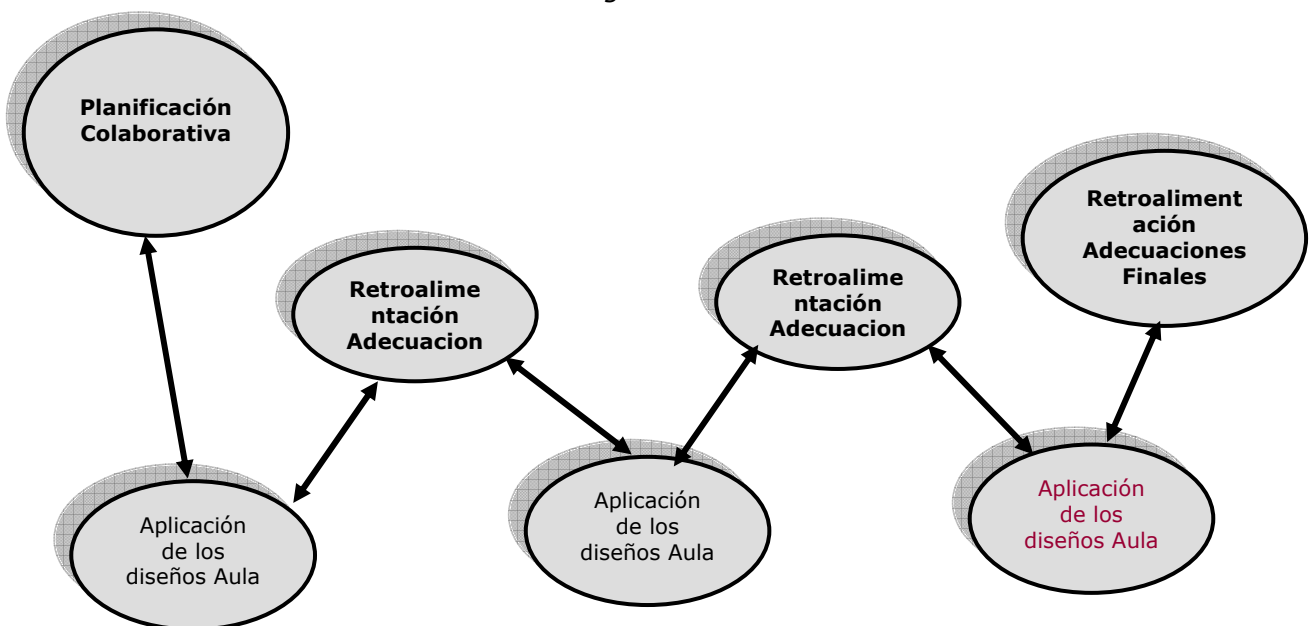 Planificación
Colaborativa
Retroaliment
ación
Adecuaciones
Finales
Retroalime
ntación
Adecuacion
Retroalime
ntación
Adecuacion
Aplicación
de los
diseños Aula
Aplicación
de los
diseños Aula
Aplicación
de los
diseños Aula